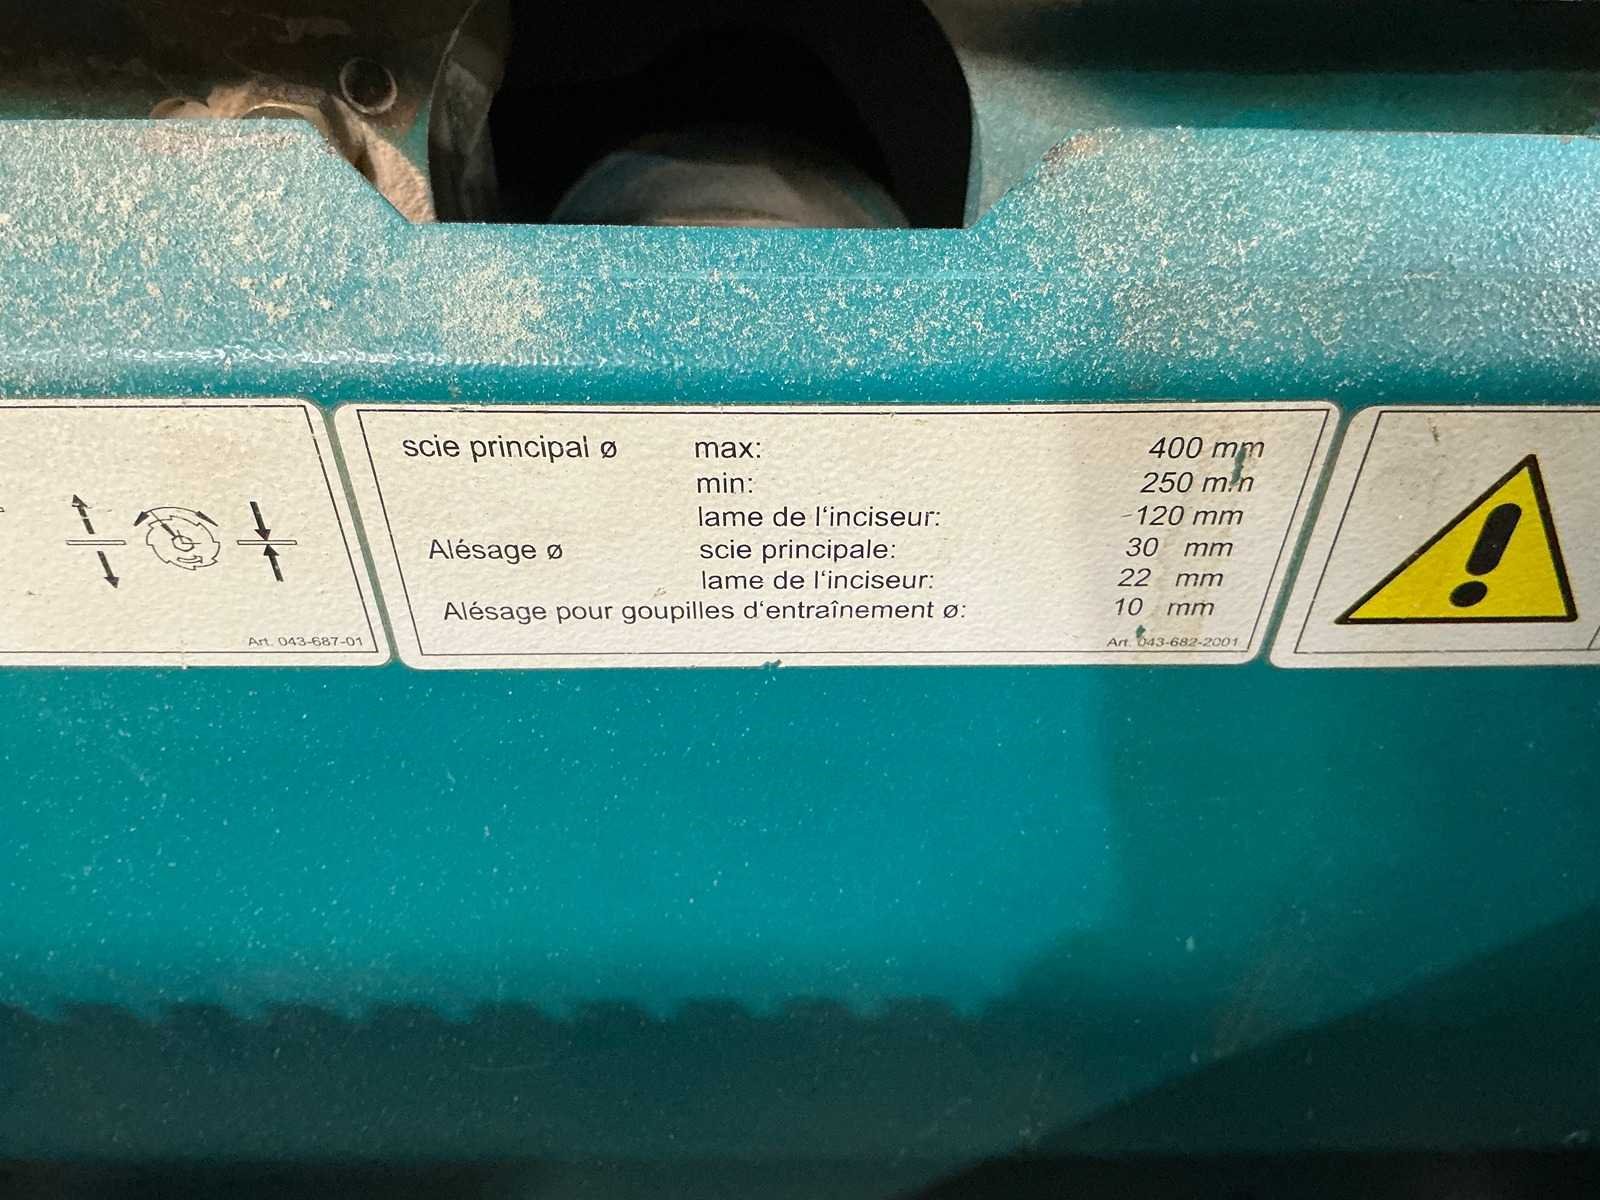 scie principal ø max: 400 mm
min: 250 mm
lame de l'inciseur: 120 mm
Alésage ø scie principale: 30 mm
lame de l'inciseur: 22 mm
Alésage pour goupilles d'entraînement ø: 10 mm
Art. 043-687-01
Art. 043-682-2001